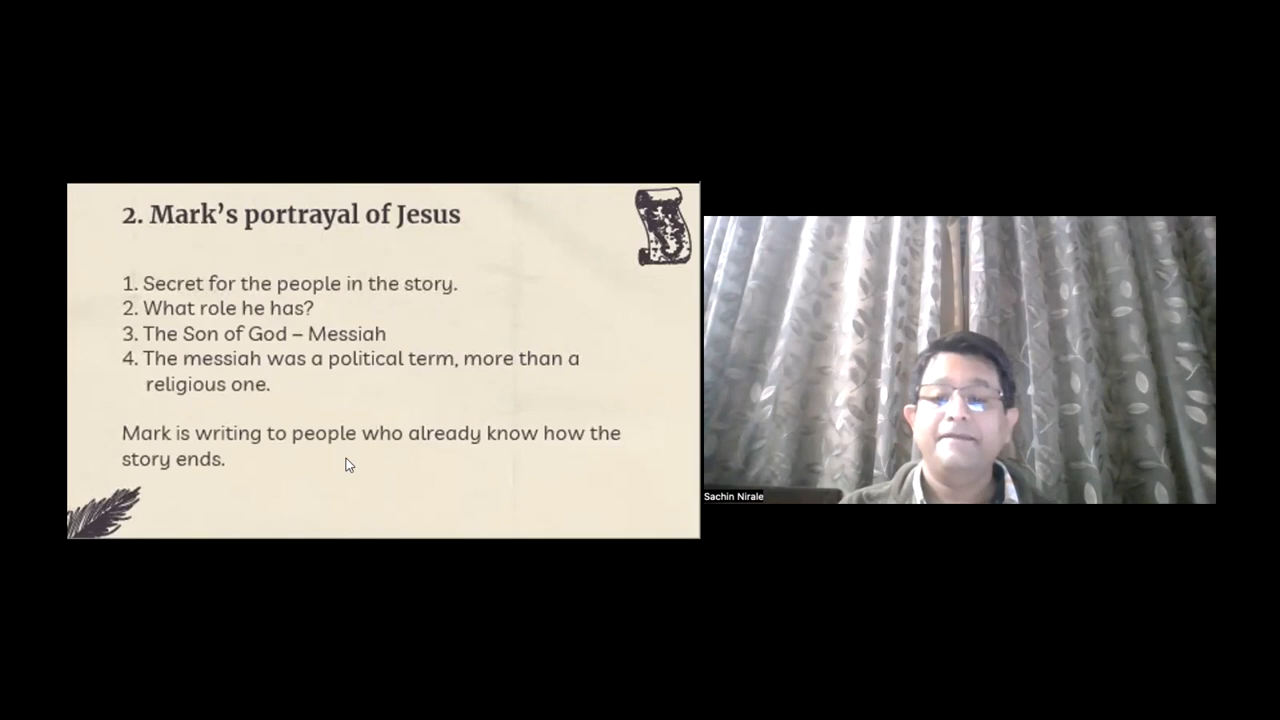 2. Mark's portrayal of Jesus
1. Secret for the people in the story.
2. What role he has?
3. The Son of God – Messiah
4. The messiah was a political term, more than a
religious one.
Mark is writing to people who already know how the
story ends.
Sachin Nirale